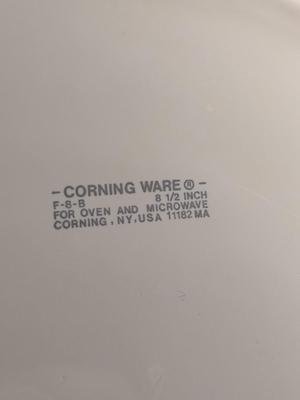 - CORNING WARE ® -
F-8-B 8 1/2 INCH
FOR OVEN AND MICROWAVE
CORNING, NY, USA 11182 MA